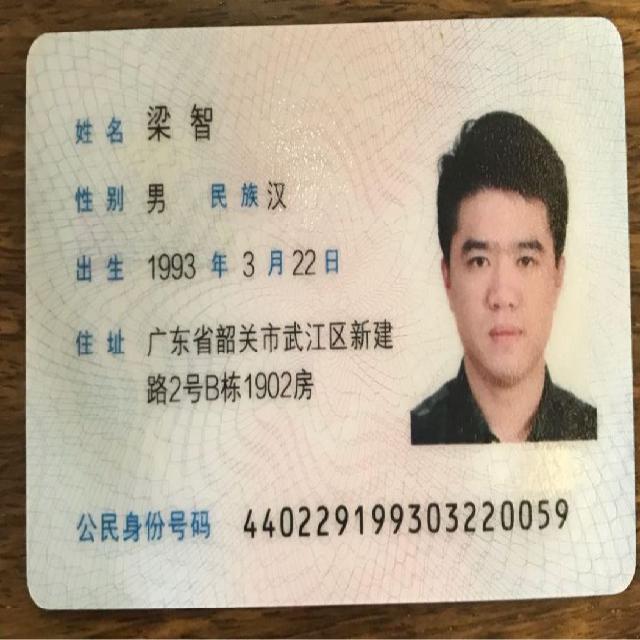 姓名 梁智
性别 男 民族 汉
出生 1993 年 3 月 22 日
住址 广东省韶关市武江区新建
路2号B栋1902房
公民身份号码 440229199303220059